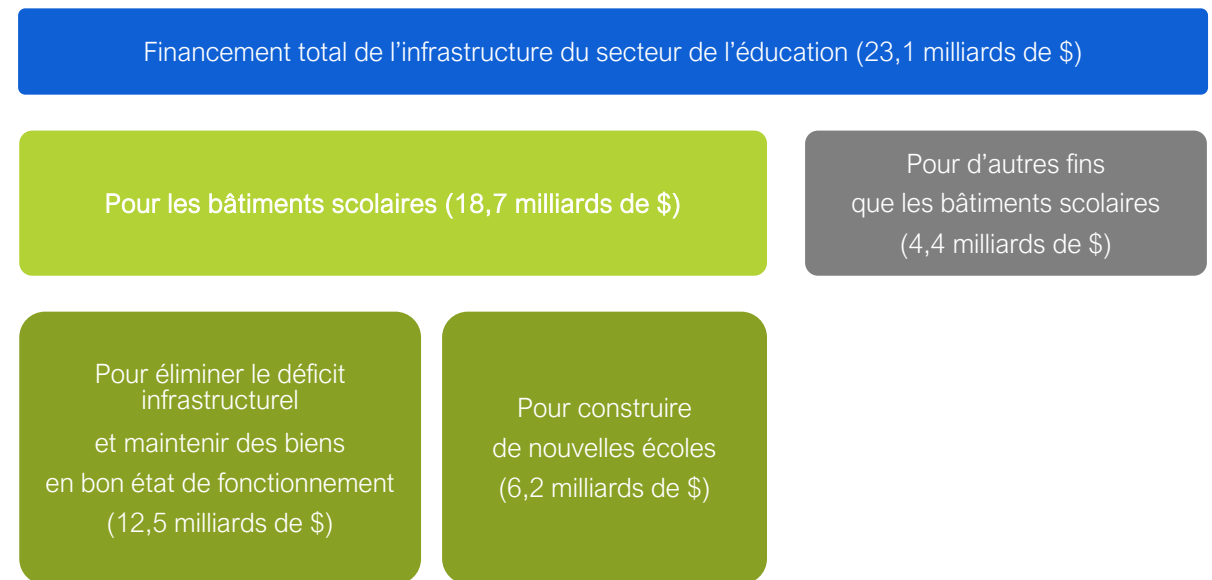 Financement total de l’infrastructure du secteur de l’éducation (23,1 milliards de $)
Pour les bâtiments scolaires (18,7 milliards de $)
Pour d’autres fins
que les bâtiments scolaires
(4,4 milliards de $)
Pour éliminer le déficit
infrastructurel
et maintenir des biens
en bon état de fonctionnement
(12,5 milliards de $)
Pour construire
de nouvelles écoles
(6,2 milliards de $)